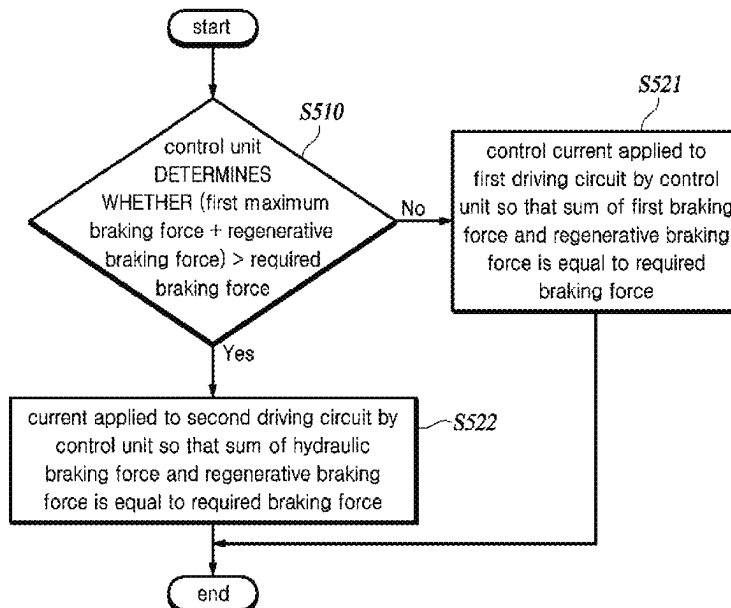 start
S510
control unit
DETERMINES
WHETHER (first maximum
braking force + regenerative
braking force) > required
braking force
No
Yes
S521
control current applied to
first driving circuit by control
unit so that sum of first braking
force and regenerative braking
force is equal to required
braking force
current applied to second driving circuit by
control unit so that sum of hydraulic
braking force and regenerative braking
force is equal to required braking force
S522
end